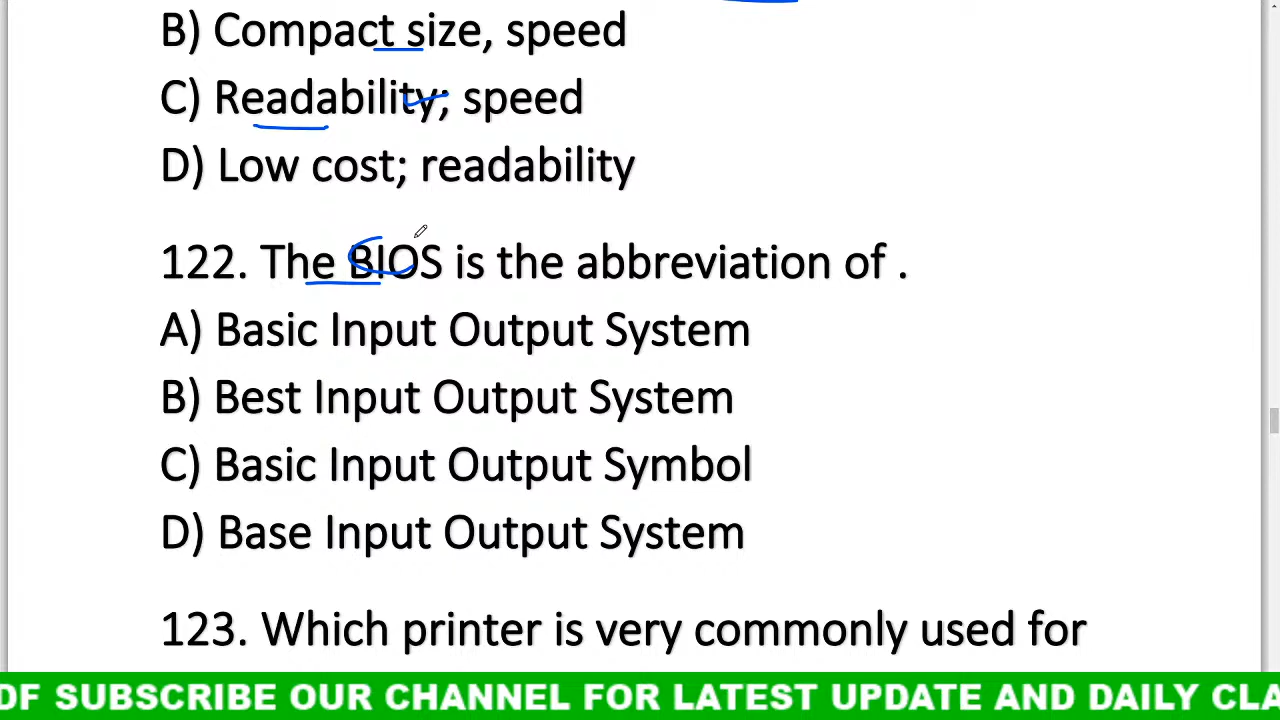 B) Compact size, speed
C) Readability; speed
D) Low cost; readability
122. The BIOS is the abbreviation of .
A) Basic Input Output System
B) Best Input Output System
C) Basic Input Output Symbol
D) Base Input Output System
123. Which printer is very commonly used for
DF SUBSCRIBE OUR CHANNEL FOR LATEST UPDATE AND DAILY CLA